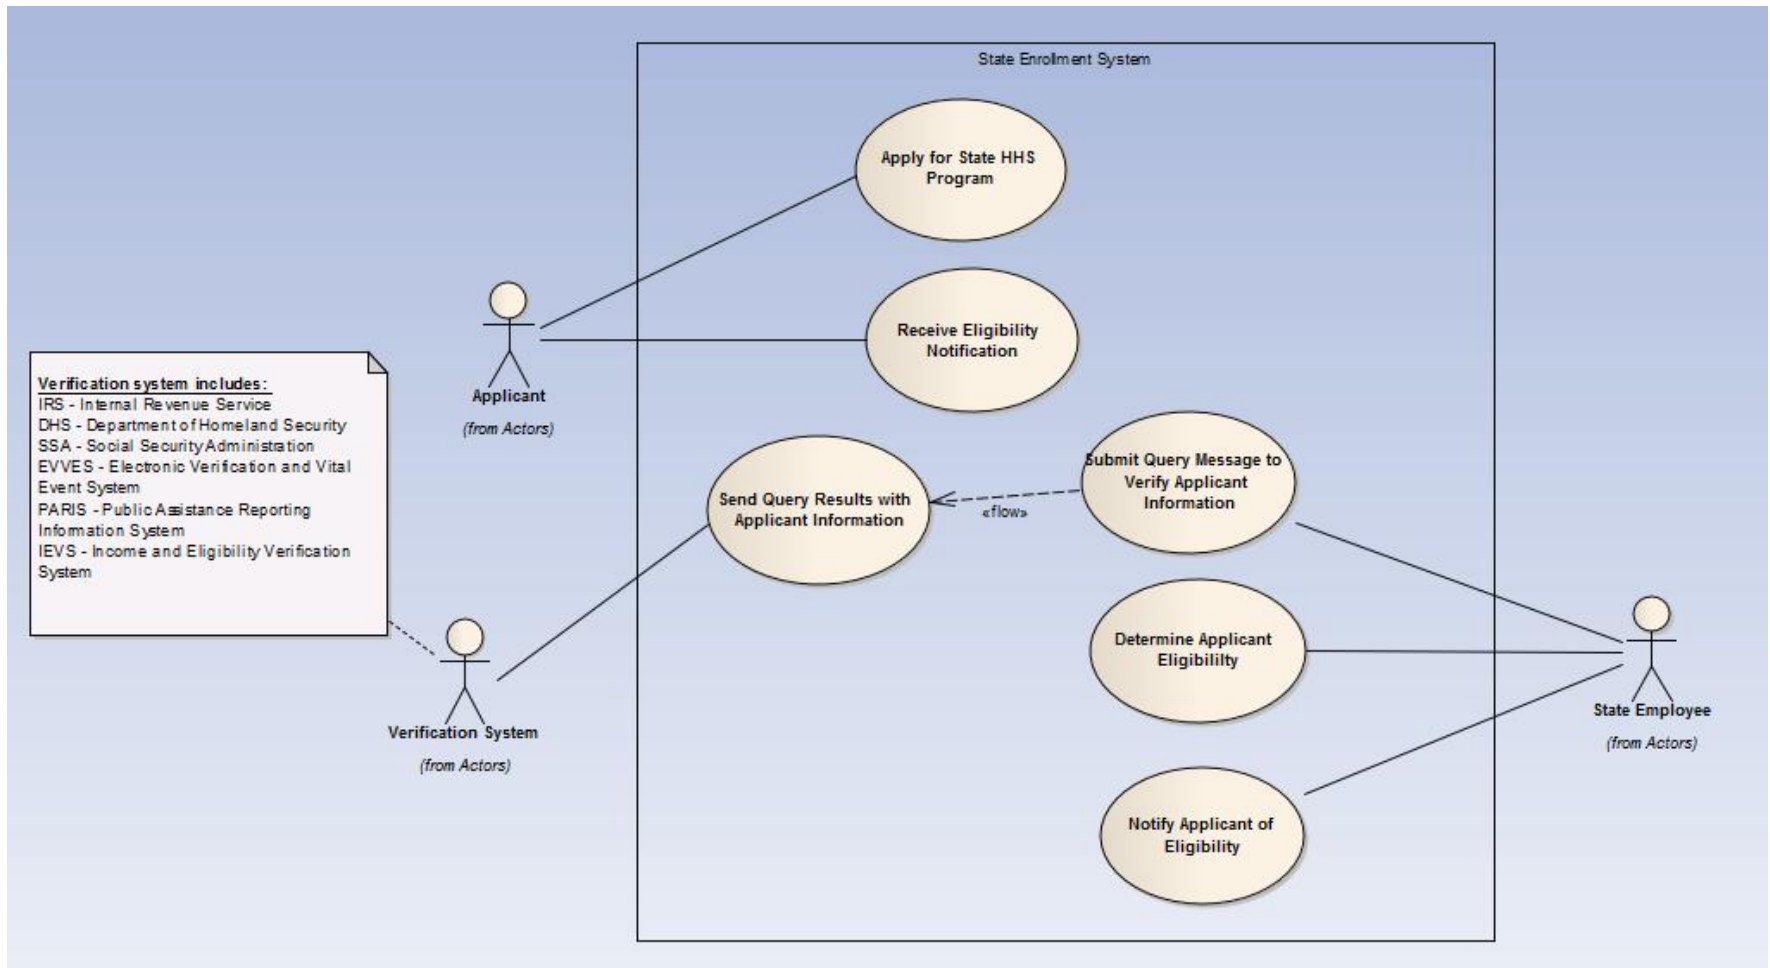 State Enrollment System
Apply for State HHS
Program
Receive Eligibility
Notification
Applicant
(from Actors)
Verification system includes:
IRS - Internal Revenue Service
DHS - Department of Homeland Security
SSA - Social Security Administration
EVVES - Electronic Verification and Vital
Event System
PARIS - Public Assistance Reporting
Information System
IEVS - Income and Eligibility Verification
System
Send Query Results with
Applicant Information
«flow»
Submit Query Message to
Verify Applicant
Information
Determine Applicant
Eligibililty
Notify Applicant of
Eligibility
Verification System
(from Actors)
State Employee
(from Actors)